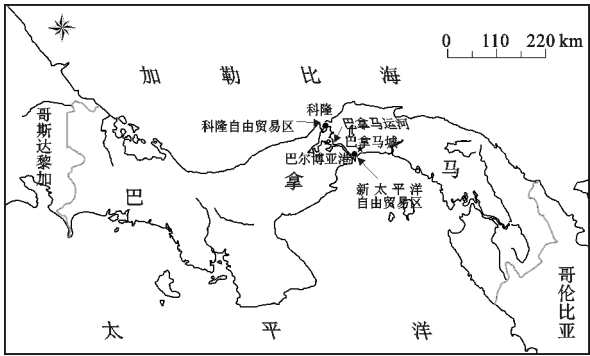 0 110 220 km
加勒比海
科隆
科隆自由贸易区
巴拿马运河
巴拿马城
巴尔博亚港
哥斯达黎加
巴拿马
新太平洋
自由贸易区
哥伦比亚
太平洋